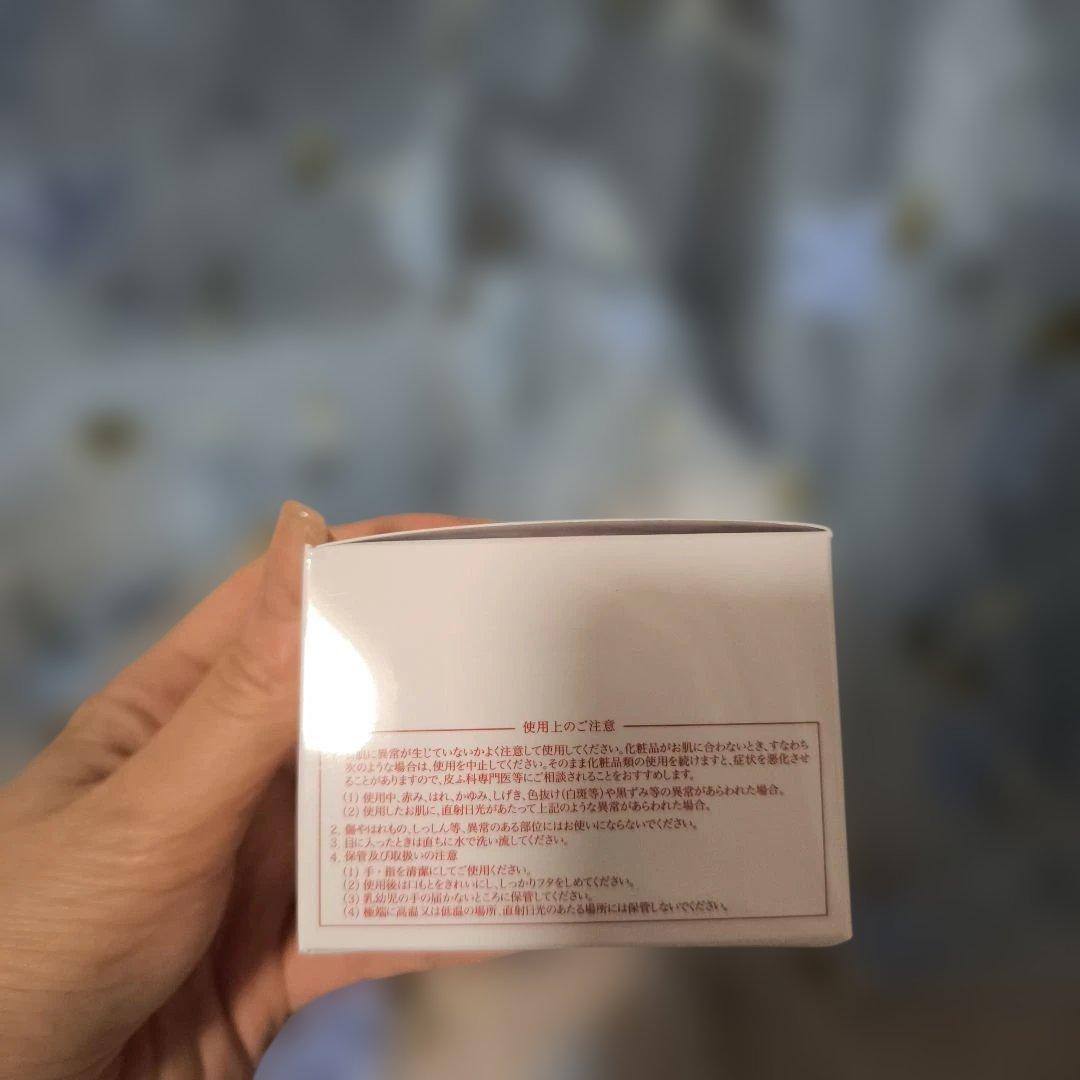 使用上のご注意
肌に異常が生じていないかよく注意して使用してください。化粧品がお肌に合わないとき、すなわち
次のような場合は、使用を中止してください。そのまま化粧品類の使用を続けますと、症状を悪化させ
ることがありますので、皮ふ科専門医等にご相談されることをおすすめします。
(1) 使用中、赤み、はれ、かゆみ、しげき、色抜け(白斑等)や黒ずみ等の異常があらわれた場合。
(2) 使用したお肌に、直射日光があたって上記のような異常があらわれた場合。
2. 傷やはれもの、しっしん等、異常のある部位にはお使いにならないでください。
3. 目に入ったときは直ちに水で洗い流してください。
4. 保管及び取扱いの注意
(1) 手・指を清潔にしてご使用ください。
(2) 使用後は口もとをきれいにし、しっかりフタをしめてください。
(3) 乳幼児の手の届かないところに保管してください。
(4) 極端に高温又は低温の場所、直射日光のあたる場所には保管しないでください。